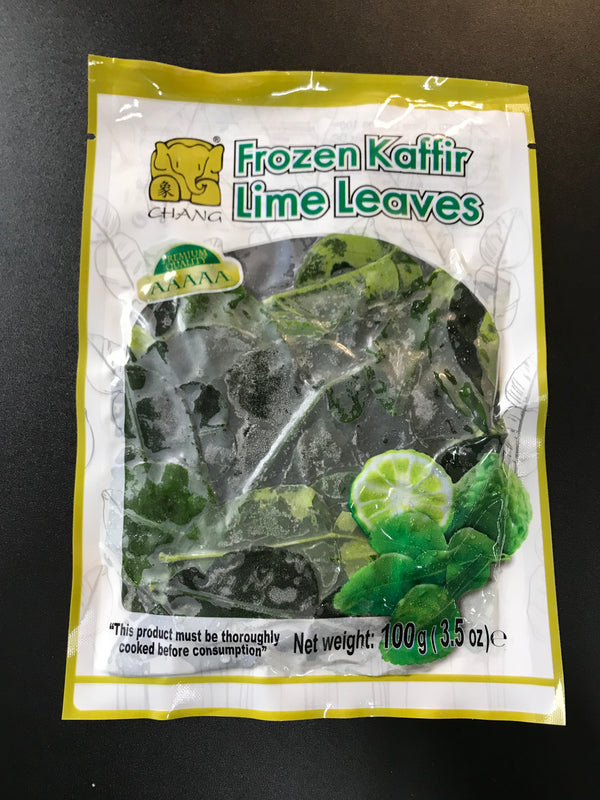 ®
象
CHANG
Frozen Kaffir
Lime Leaves
PREMIUM
QUALITY
AAAAA
"This product must be thoroughly
cooked before consumption"
Net weight: 100g (3.5 oz)℮